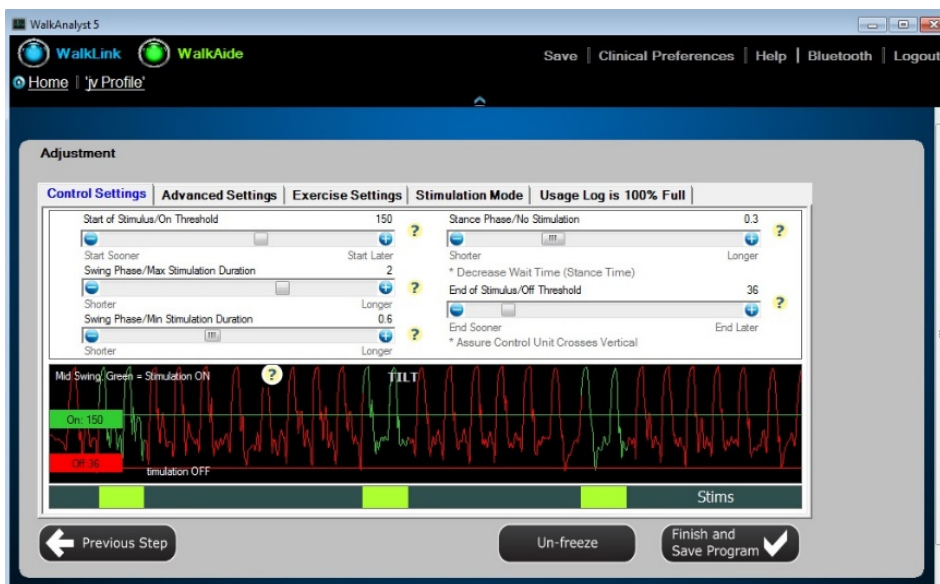 WalkAnalyst 5
WalkLink WalkAide
Save | Clinical Preferences | Help | Bluetooth | Logout
Home | 'jv Profile'
Adjustment
Control Settings | Advanced Settings | Exercise Settings | Stimulation Mode | Usage Log is 100% Full
Start of Stimulus/On Threshold 150 ?
Start Sooner Start Later
Swing Phase/Max Stimulation Duration 2 ?
Shorter Longer
Swing Phase/Min Stimulation Duration 0.6 ?
Shorter Longer
Stance Phase/No Stimulation 0.3 ?
Shorter Longer
* Decrease Wait Time (Stance Time)
End of Stimulus/Off Threshold 36 ?
End Sooner End Later
* Assure Control Unit Crosses Vertical
Mid Swing, Green = Stimulation ON ? TILT
On: 150
Off:36
timulation OFF
Stims
Previous Step
Un-freeze
Finish and
Save Program